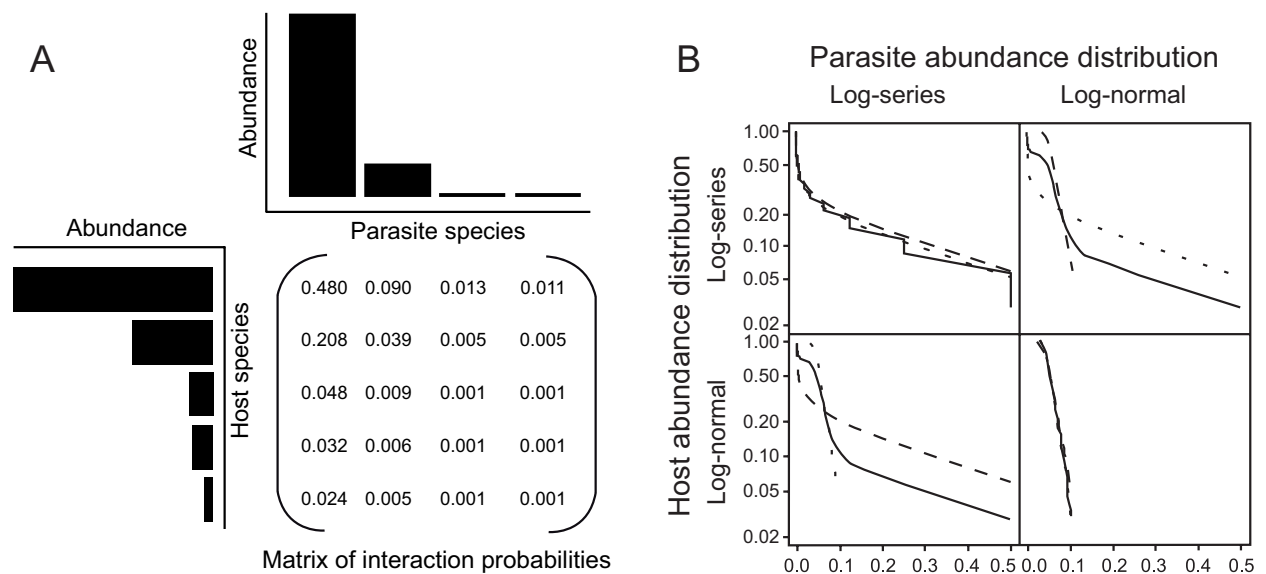 A
Abundance
Parasite species
Abundance
Host species
0.480 0.090 0.013 0.011
0.208 0.039 0.005 0.005
0.048 0.009 0.001 0.001
0.032 0.006 0.001 0.001
0.024 0.005 0.001 0.001
Matrix of interaction probabilities
B
Parasite abundance distribution
Log-series Log-normal
Host abundance distribution
Log-series
Log-normal
1.00
0.50
0.20
0.10
0.05
0.02
1.00
0.50
0.20
0.10
0.05
0.02
0.0 0.1 0.2 0.3 0.4 0.5 0.0 0.1 0.2 0.3 0.4 0.5